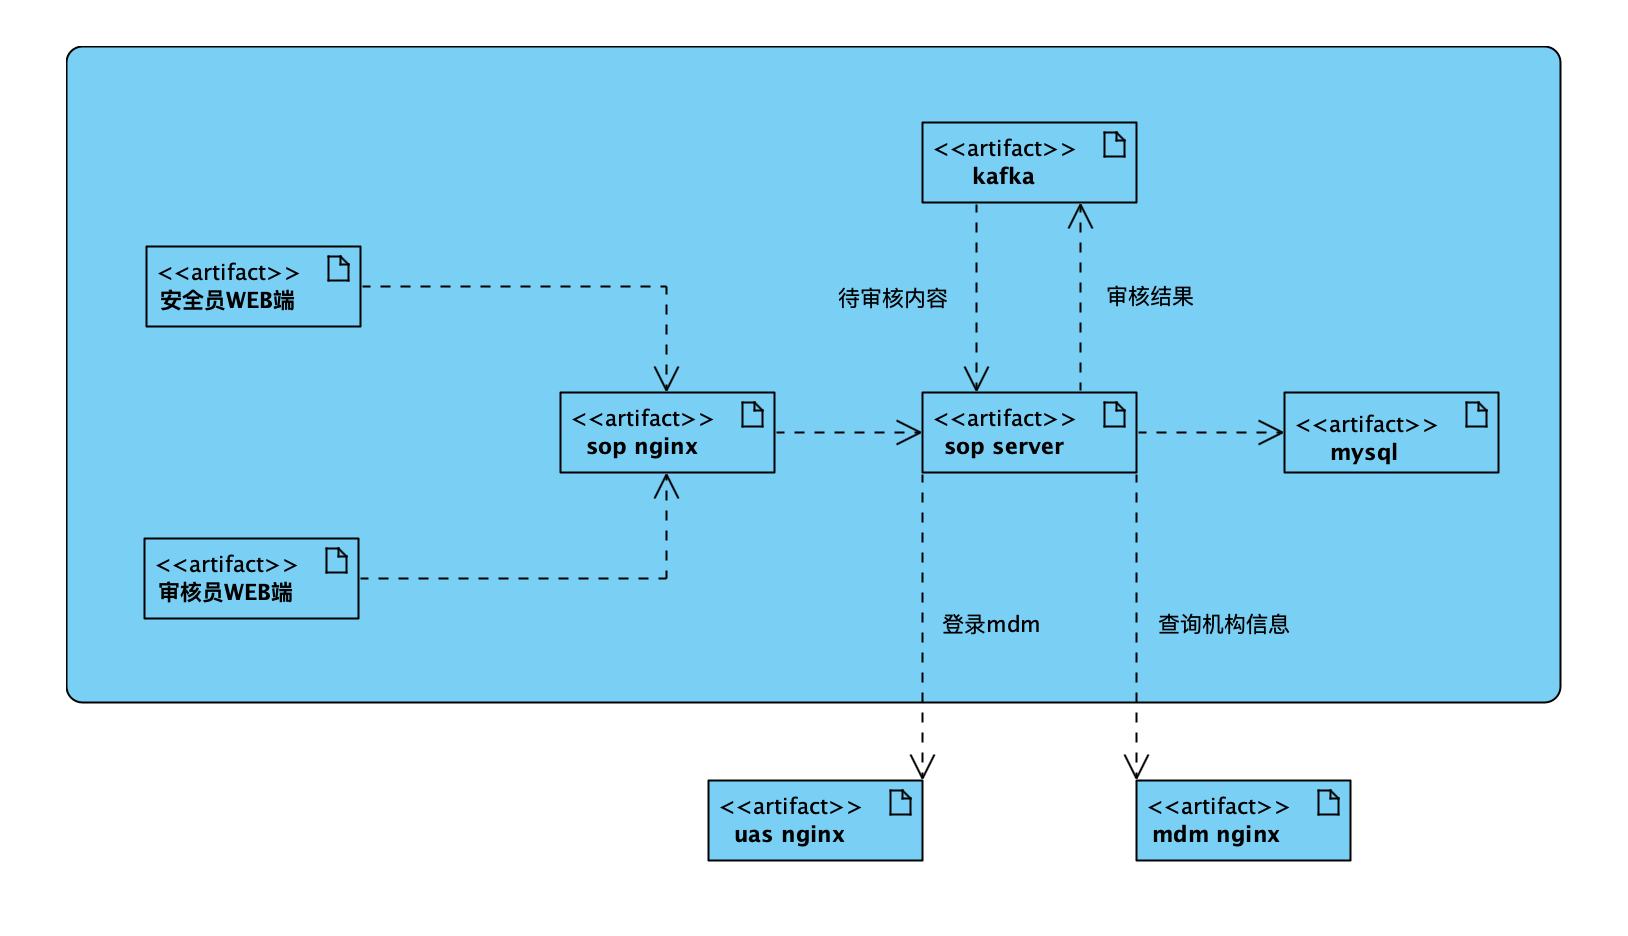 <<artifact>>
kafka
<<artifact>>
安全员WEB端
待审核内容
审核结果
<<artifact>>
sop nginx
<<artifact>>
sop server
<<artifact>>
mysql
<<artifact>>
审核员WEB端
登录mdm
查询机构信息
<<artifact>>
uas nginx
<<artifact>>
mdm nginx